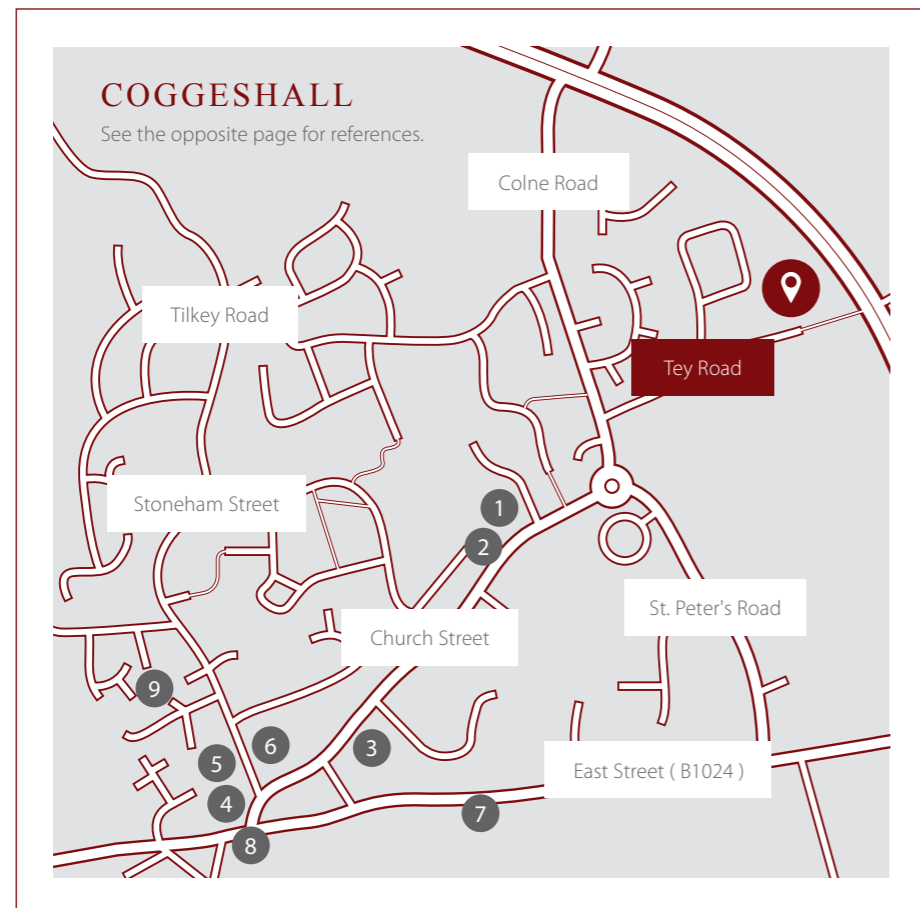 COGGESHALL
See the opposite page for references.
Colne Road
Tilkey Road
Tey Road
Stoneham Street
1
2
St. Peter's Road
Church Street
9
6
3
5
East Street ( B1024 )
4
7
8